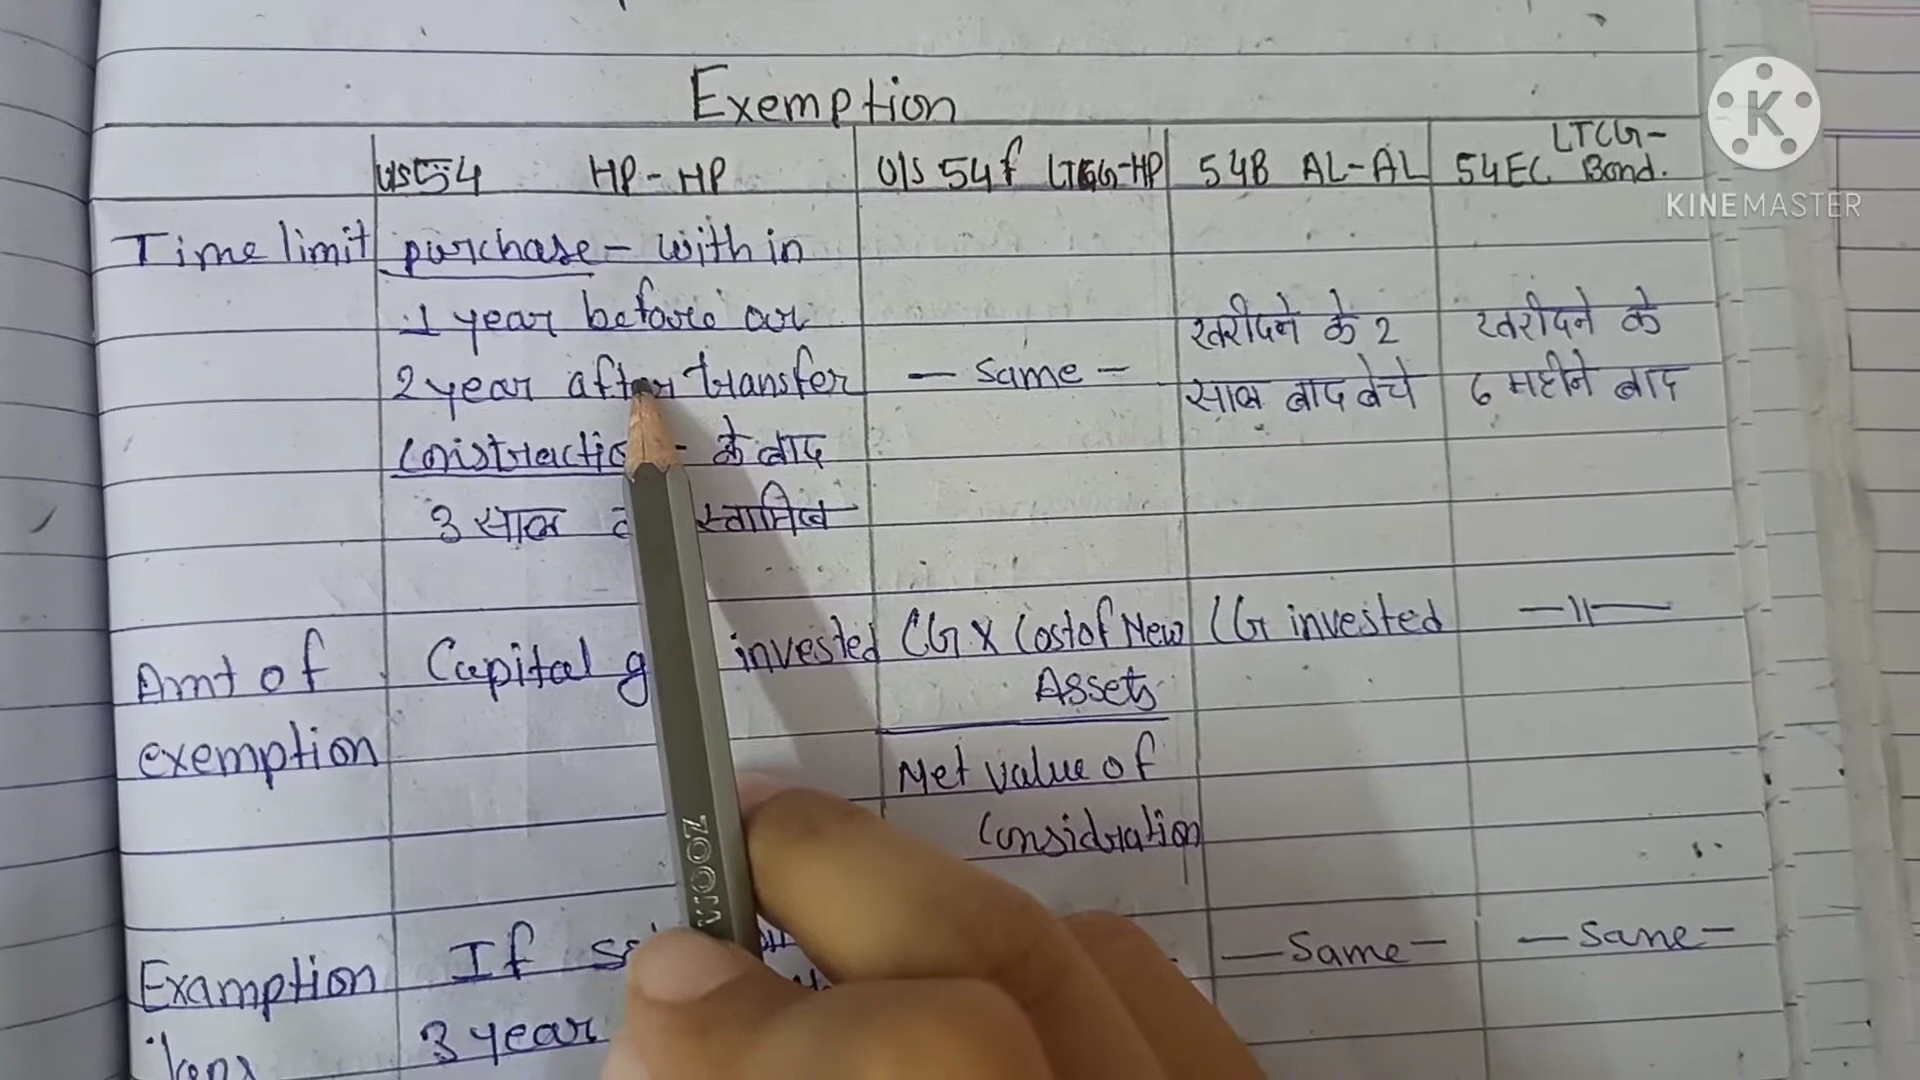 Exemption
u/s 54 HP-HP U/S 54f LTCG-HP 54B AL-AL 54EC LTCG-Bond.
Time limit purchase- with in
1 year before or खरीदने के 2 खरीदने के
2 year after transfer - Same - साल बाद बेचे 6 महीने बाद
- के बाद
3 साल
Amt of Capital invested CG X Cost of New CG invested —11—
Assets
exemption Net value of
Considration
Examption If - Same - - Same -
3 year
K
KINEMASTER
ZOOM